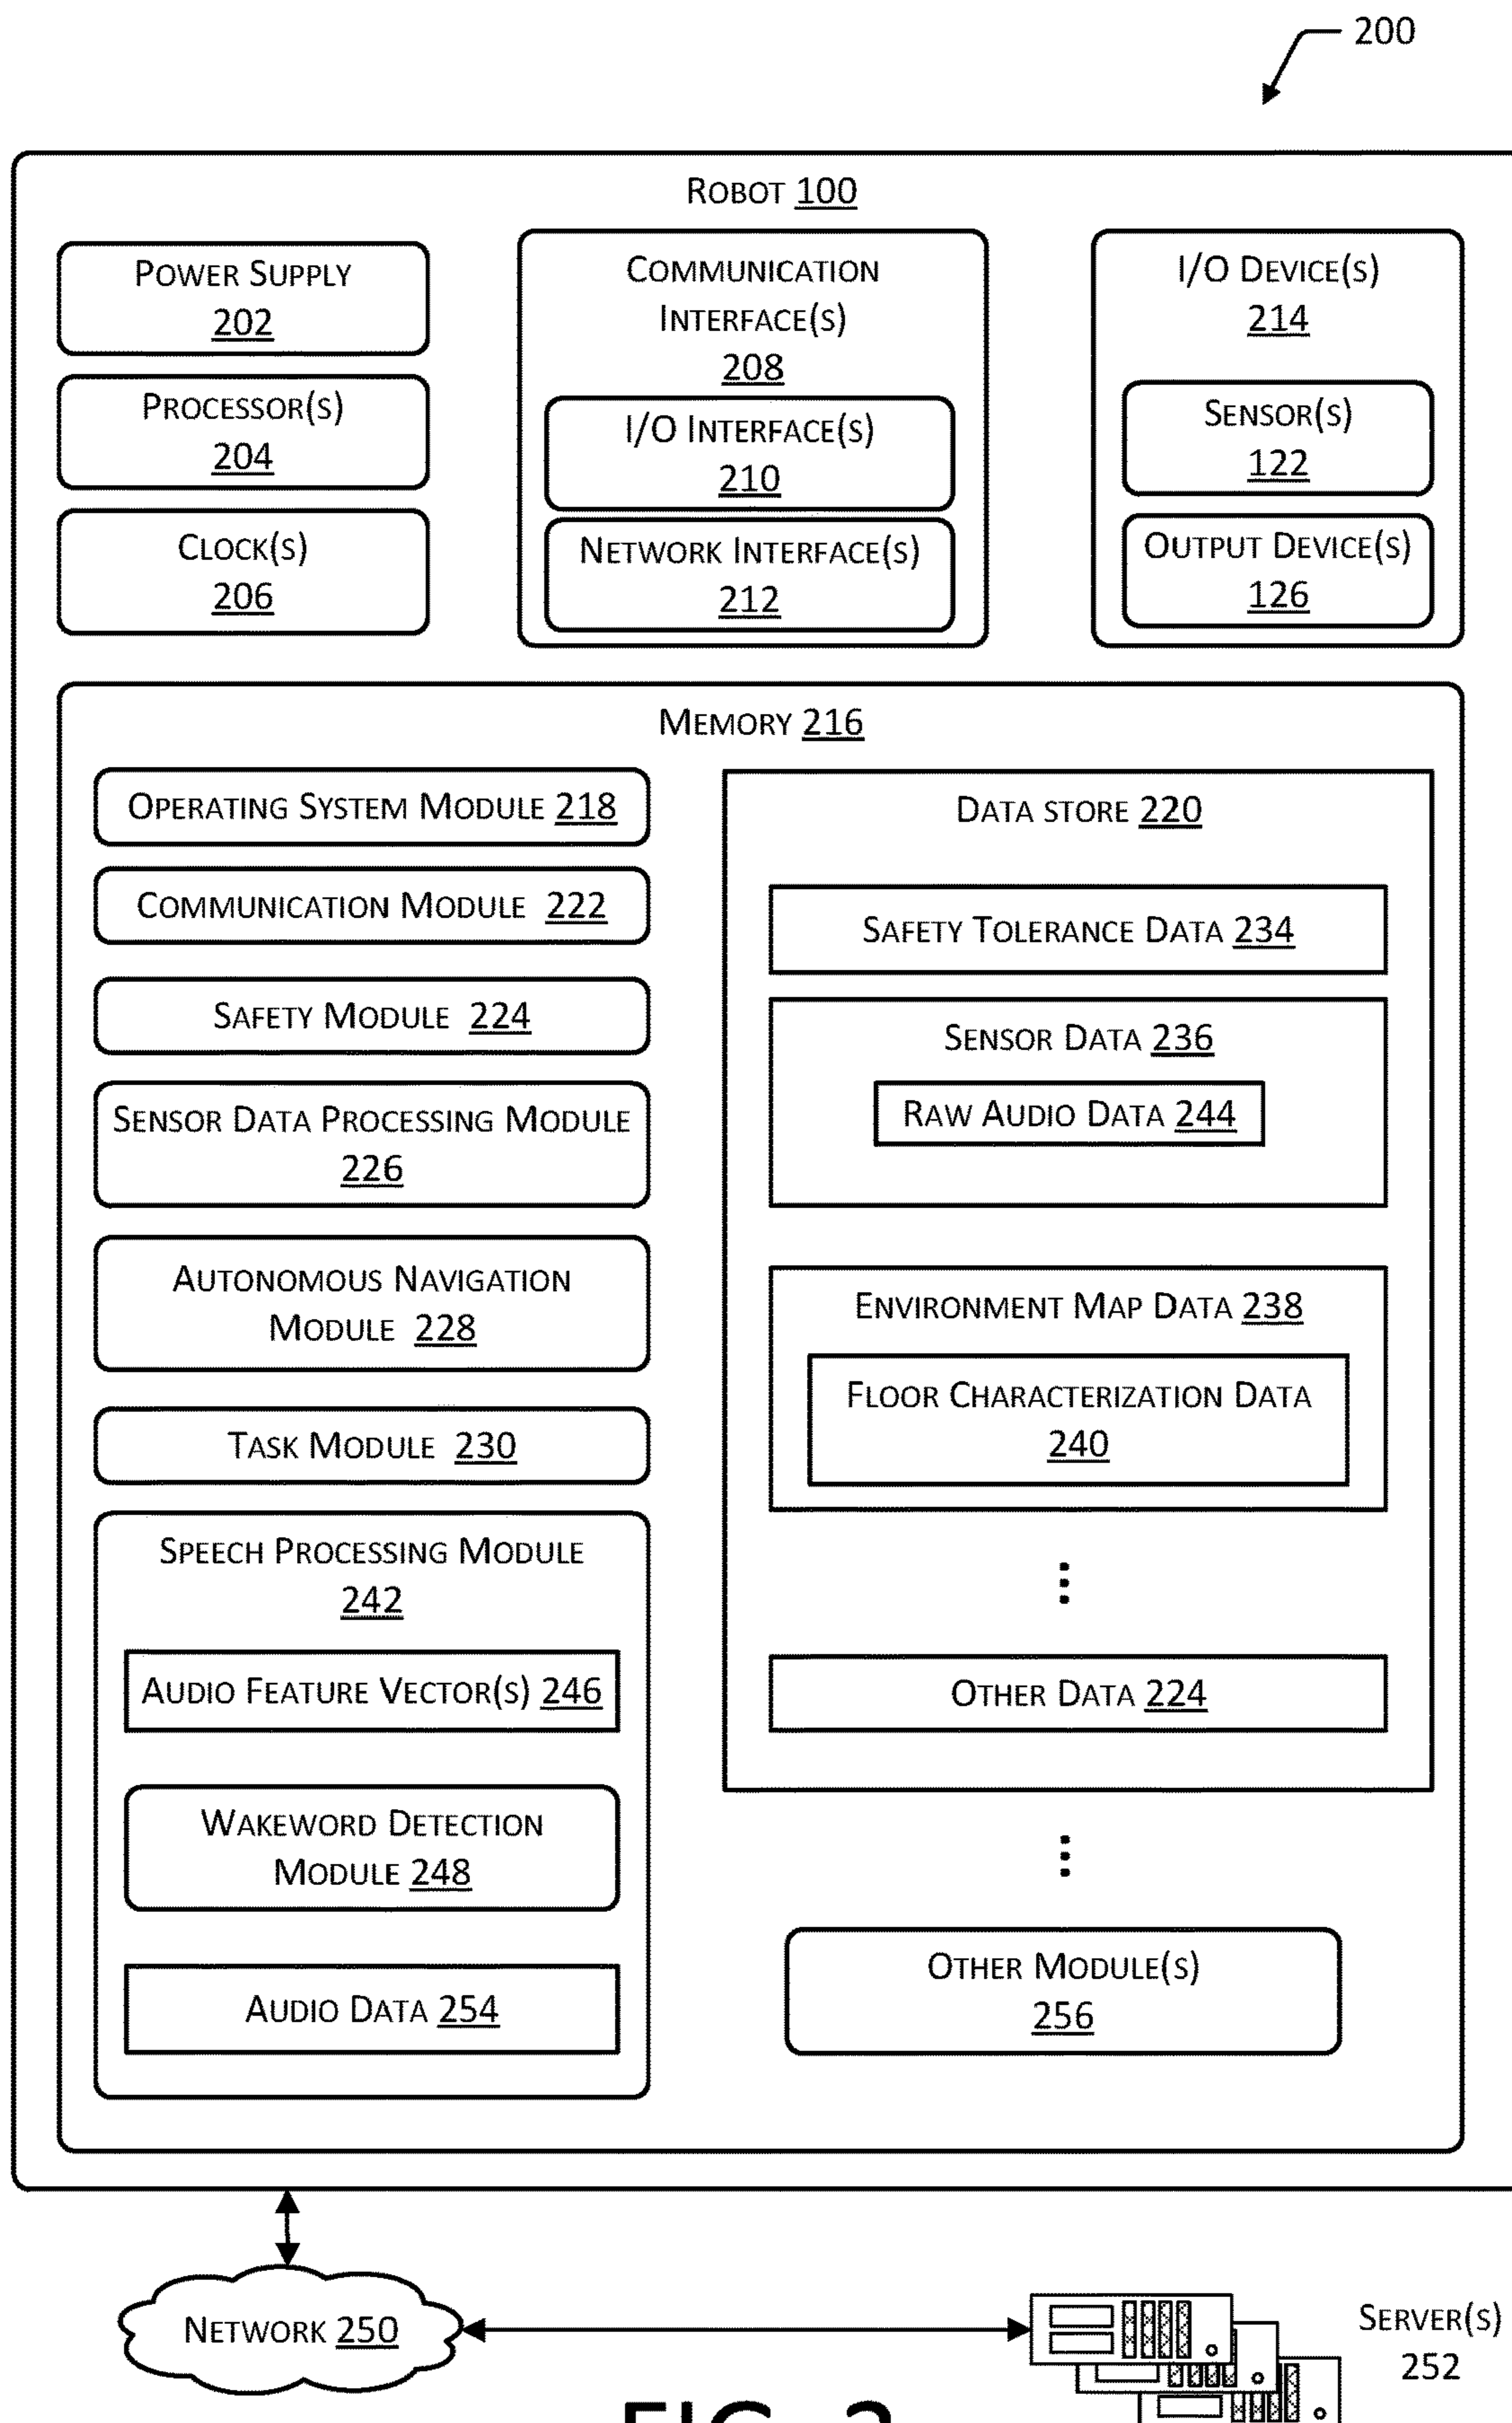 200
ROBOT 100
POWER SUPPLY
202
PROCESSOR(S)
204
CLOCK(S)
206
COMMUNICATION
INTERFACE(S)
208
I/O INTERFACE(S)
210
NETWORK INTERFACE(S)
212
I/O DEVICE(S)
214
SENSOR(S)
122
OUTPUT DEVICE(S)
126
MEMORY 216
OPERATING SYSTEM MODULE 218
COMMUNICATION MODULE 222
SAFETY MODULE 224
SENSOR DATA PROCESSING MODULE
226
AUTONOMOUS NAVIGATION
MODULE 228
TASK MODULE 230
SPEECH PROCESSING MODULE
242
AUDIO FEATURE VECTOR(S) 246
WAKEWORD DETECTION
MODULE 248
AUDIO DATA 254
DATA STORE 220
SAFETY TOLERANCE DATA 234
SENSOR DATA 236
RAW AUDIO DATA 244
ENVIRONMENT MAP DATA 238
FLOOR CHARACTERIZATION DATA
240
OTHER DATA 224
OTHER MODULE(S)
256
NETWORK 250
SERVER(S)
252
FIG. 2